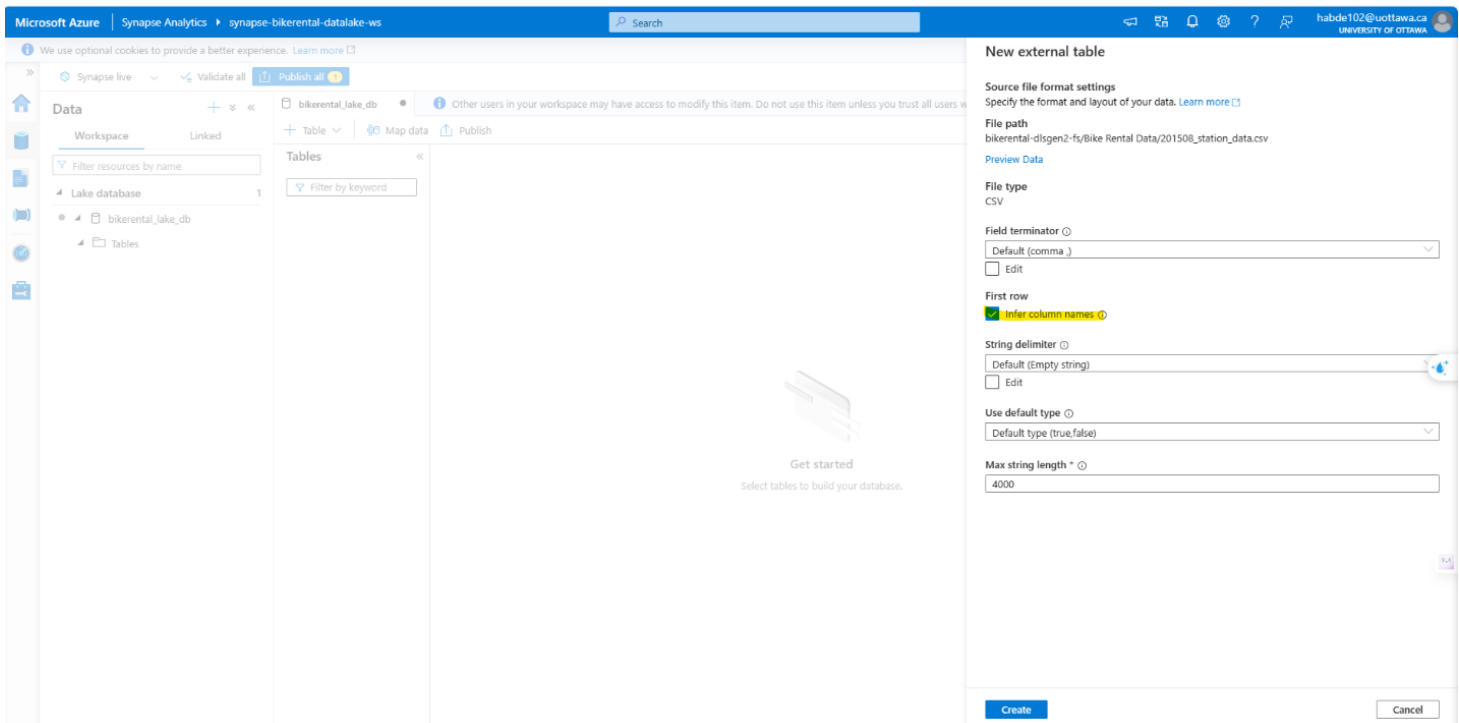 Microsoft Azure | Synapse Analytics ▸ synapse-bikerental-datalake-ws
Search
habde102@uottawa.ca
UNIVERSITY OF OTTAWA
We use optional cookies to provide a better experience. Learn more
Synapse live
Validate all
Publish all 1
Data
Workspace
Linked
Filter resources by name
Lake database 1
bikerental_lake_db
Tables
bikerental_lake_db
Other users in your workspace may have access to modify this item. Do not use this item unless you trust all users w
Table
Map data
Publish
Tables
Filter by keyword
Get started
Select tables to build your database.
New external table
Source file format settings
Specify the format and layout of your data. Learn more
File path
bikerental-dlsgen2-fs/Bike Rental Data/201508_station_data.csv
Preview Data
File type
CSV
Field terminator
Default (comma ,)
Edit
First row
Infer column names
String delimiter
Default (Empty string)
Edit
Use default type
Default type (true,false)
Max string length *
4000
Create
Cancel